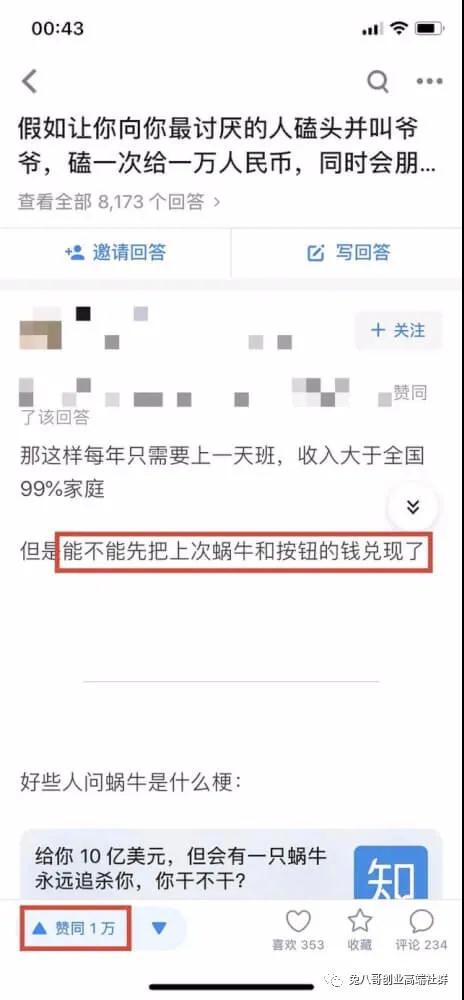 00:43
假如让你向你最讨厌的人磕头并叫爷
爷，磕一次给一万人民币，同时会朋...
查看全部 8,173 个回答 >
邀请回答
写回答
+ 关注
赞同
了该回答
那这样每年只需要上一天班，收入大于全国
99%家庭
但是能不能先把上次蜗牛和按钮的钱兑现了
好些人问蜗牛是什么梗：
给你 10 亿美元，但会有一只蜗牛
永远追杀你，你干不干？
知
赞同 1 万
喜欢 353
收藏
评论 234
兔八哥创业高端社群